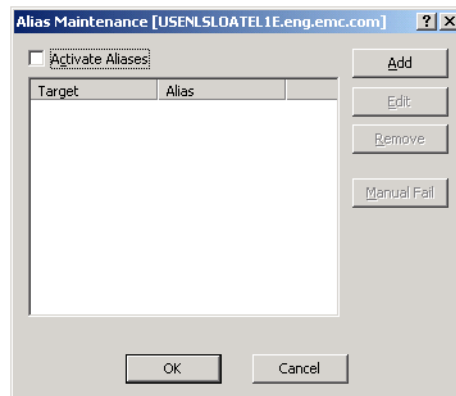 Alias Maintenance [USENLSLOATEL1E.eng.emc.com]
Activate Aliases
Add
Target Alias
Edit
Remove
Manual Fail
OK Cancel